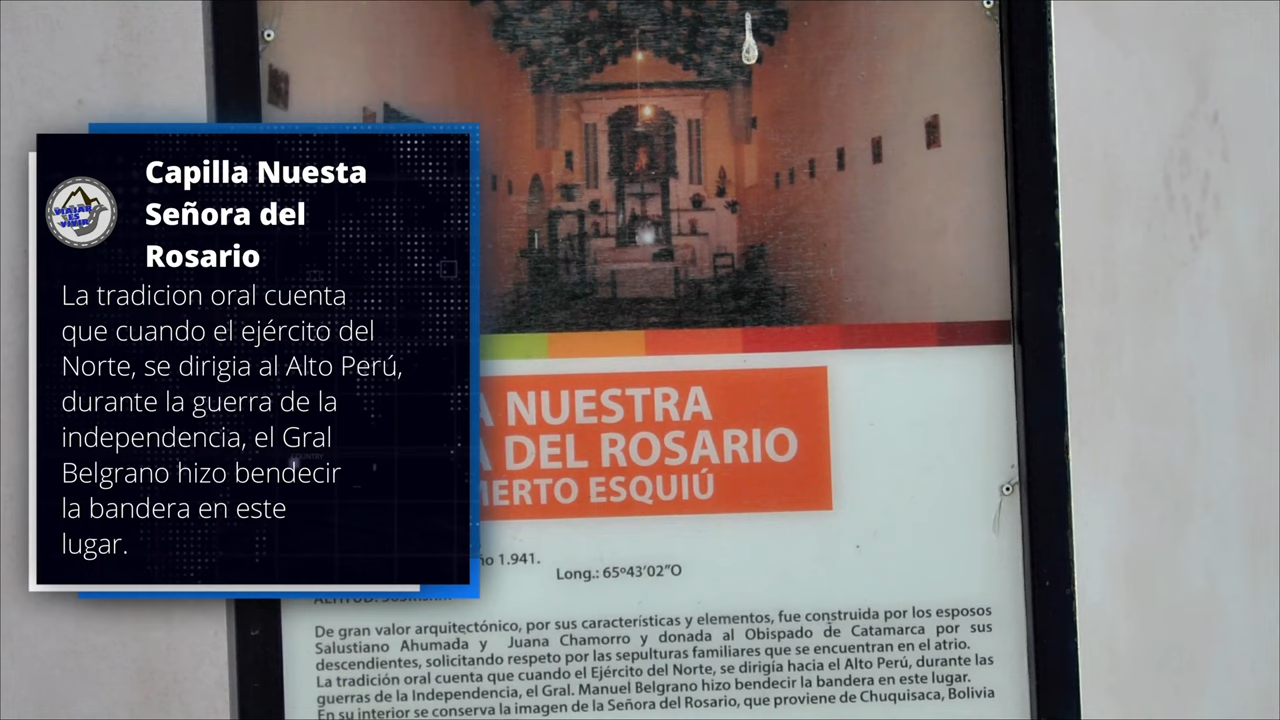 Capilla Nuesta
Señora del
Rosario
VIAJAR
ES
VIVIR
La tradicion oral cuenta
que cuando el ejército del
Norte, se dirigia al Alto Perú,
durante la guerra de la
independencia, el Gral
Belgrano hizo bendecir
la bandera en este
lugar.
COUNTRY
A NUESTRA
A DEL ROSARIO
MIERTO ESQUIÚ
ño 1.941.
Long.: 65º43'02"O
De gran valor arquitectónico, por sus características y elementos, fue construida por los esposos
Salustiano Ahumada y Juana Chamorro y donada al Obispado de Catamarca por sus
descendientes, solicitando respeto por las sepulturas familiares que se encuentran en el atrio.
La tradición oral que cuando el Ejército del Norte, se dirigía hacia el Alto Perú, durante las
guerras de la Independencia, el Gral. Manuel Belgrano hizo bendecir la bandera en este lugar.
En su interior se conserva la imagen de la Señora del Rosario, que proviene de Chuquisaca, Bolivia